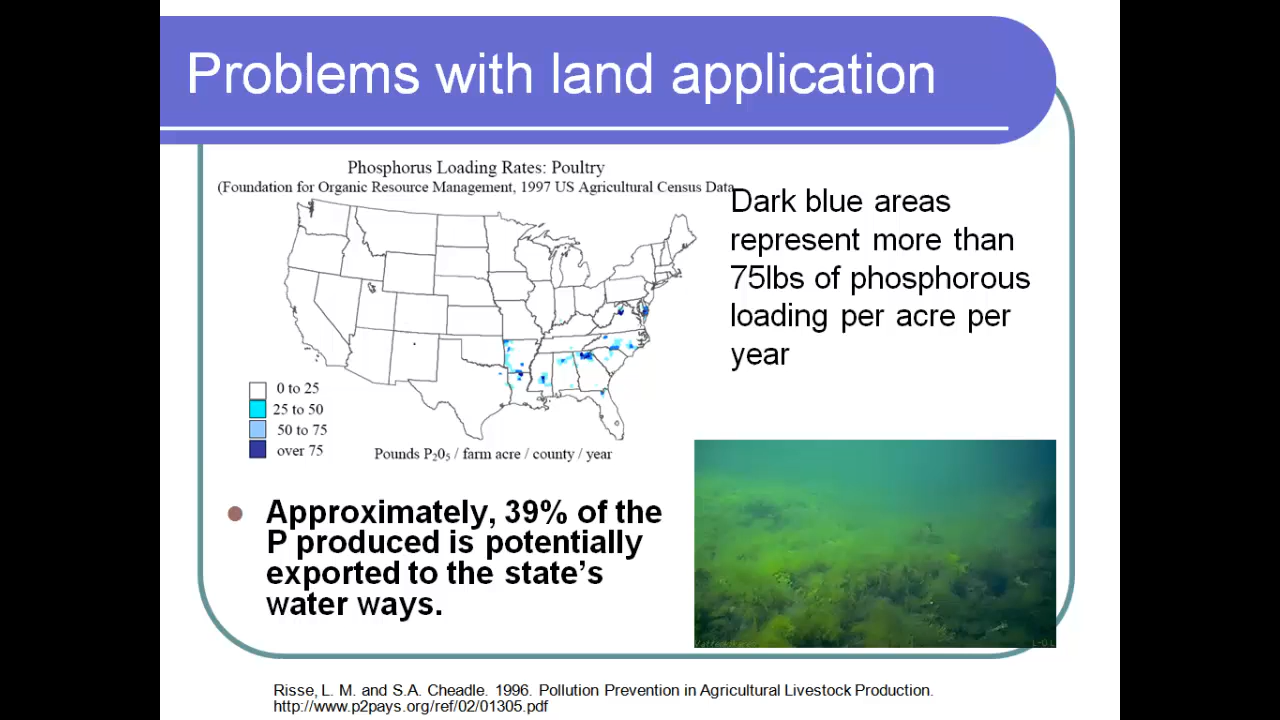 Problems with land application
Phosphorus Loading Rates: Poultry
(Foundation for Organic Resource Management, 1997 US Agricultural Census Data
Dark blue areas
represent more than
75lbs of phosphorous
loading per acre per
year
0 to 25
25 to 50
50 to 75
over 75
Pounds P₂0₅ / farm acre / county / year
Approximately, 39% of the
P produced is potentially
exported to the state's
water ways.
Risse, L. M. and S.A. Cheadle. 1996. Pollution Prevention in Agricultural Livestock Production.
http://www.p2pays.org/ref/02/01305.pdf